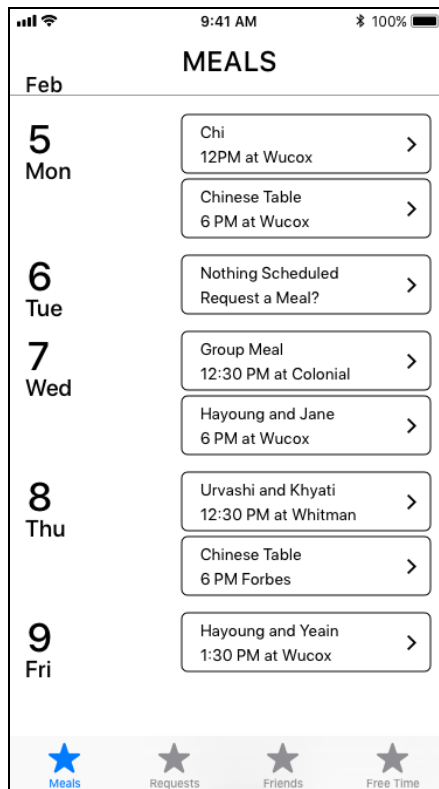 9:41 AM
100%
MEALS
Feb
5
Mon
Chi
12PM at Wucox
Chinese Table
6 PM at Wucox
6
Tue
Nothing Scheduled
Request a Meal?
7
Wed
Group Meal
12:30 PM at Colonial
Hayoung and Jane
6 PM at Wucox
8
Thu
Urvashi and Khyati
12:30 PM at Whitman
Chinese Table
6 PM Forbes
9
Fri
Hayoung and Yeain
1:30 PM at Wucox
Meals
Requests
Friends
Free Time